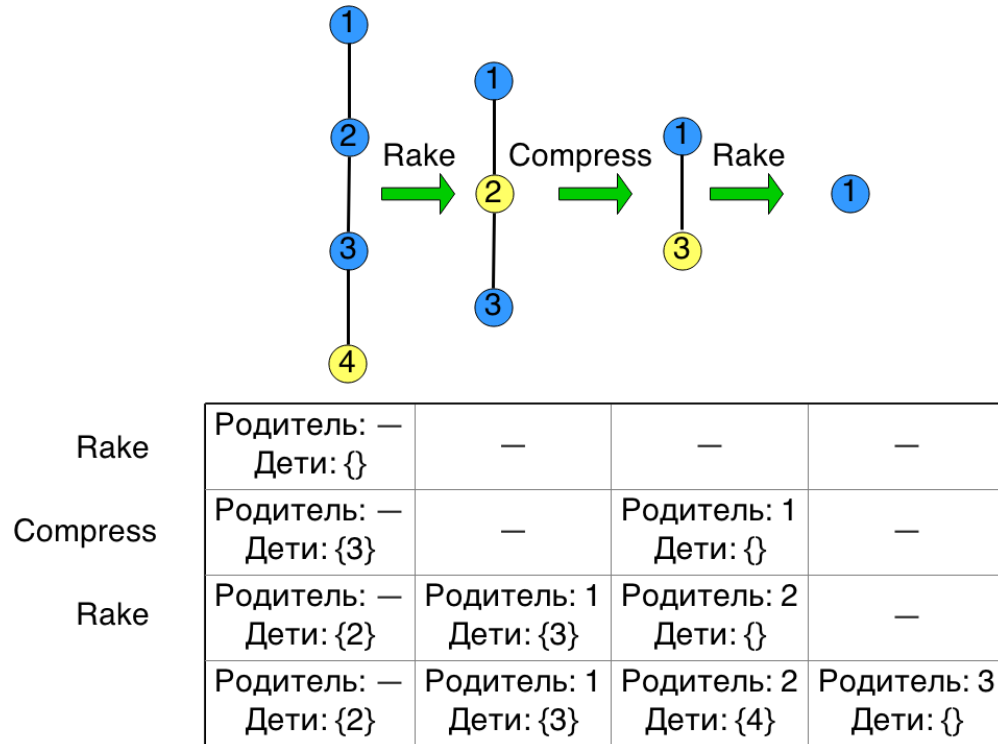 1
2
3
4
Rake
1
2
3
Compress
1
3
Rake
1
Rake
Родитель: —
Дети: {}
—
—
—
Compress
Родитель: —
Дети: {3}
—
Родитель: 1
Дети: {}
—
Rake
Родитель: —
Дети: {2}
Родитель: 1
Дети: {3}
Родитель: 2
Дети: {}
—
Родитель: —
Дети: {2}
Родитель: 1
Дети: {3}
Родитель: 2
Дети: {4}
Родитель: 3
Дети: {}